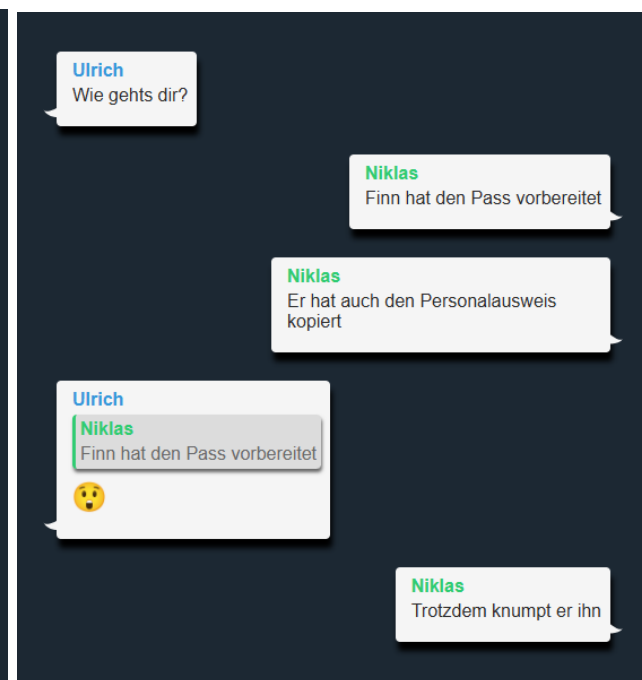 Ulrich
Wie gehts dir?
Niklas
Finn hat den Pass vorbereitet
Niklas
Er hat auch den Personalausweis
kopiert
Ulrich
Niklas
Finn hat den Pass vorbereitet
😲
Niklas
Trotzdem knumpt er ihn